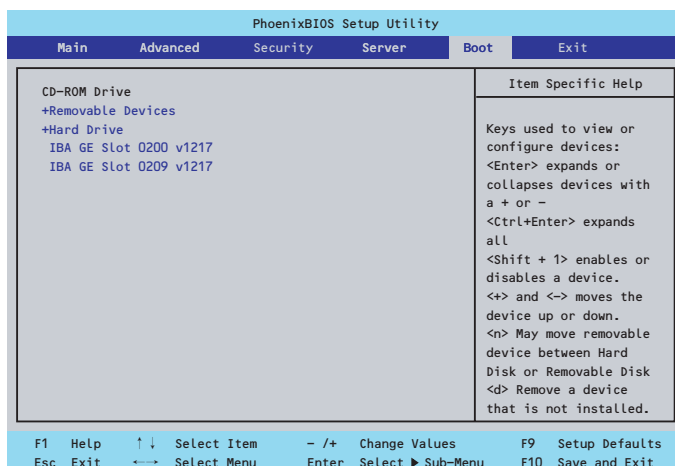 PhoenixBIOS Setup Utility
Main Advanced Security Server Boot Exit
CD-ROM Drive
+Removable Devices
+Hard Drive
IBA GE Slot 0200 v1217
IBA GE Slot 0209 v1217
Item Specific Help
Keys used to view or
configure devices:
<Enter> expands or
collapses devices with
a + or -
<Ctrl+Enter> expands
all
<Shift + 1> enables or
disables a device.
<+> and <-> moves the
device up or down.
<n> May move removable
device between Hard
Disk or Removable Disk
<d> Remove a device
that is not installed.
F1 Help ↑↓ Select Item - /+ Change Values F9 Setup Defaults
Esc Exit ←→ Select Menu Enter Select ▶ Sub-Menu F10 Save and Exit